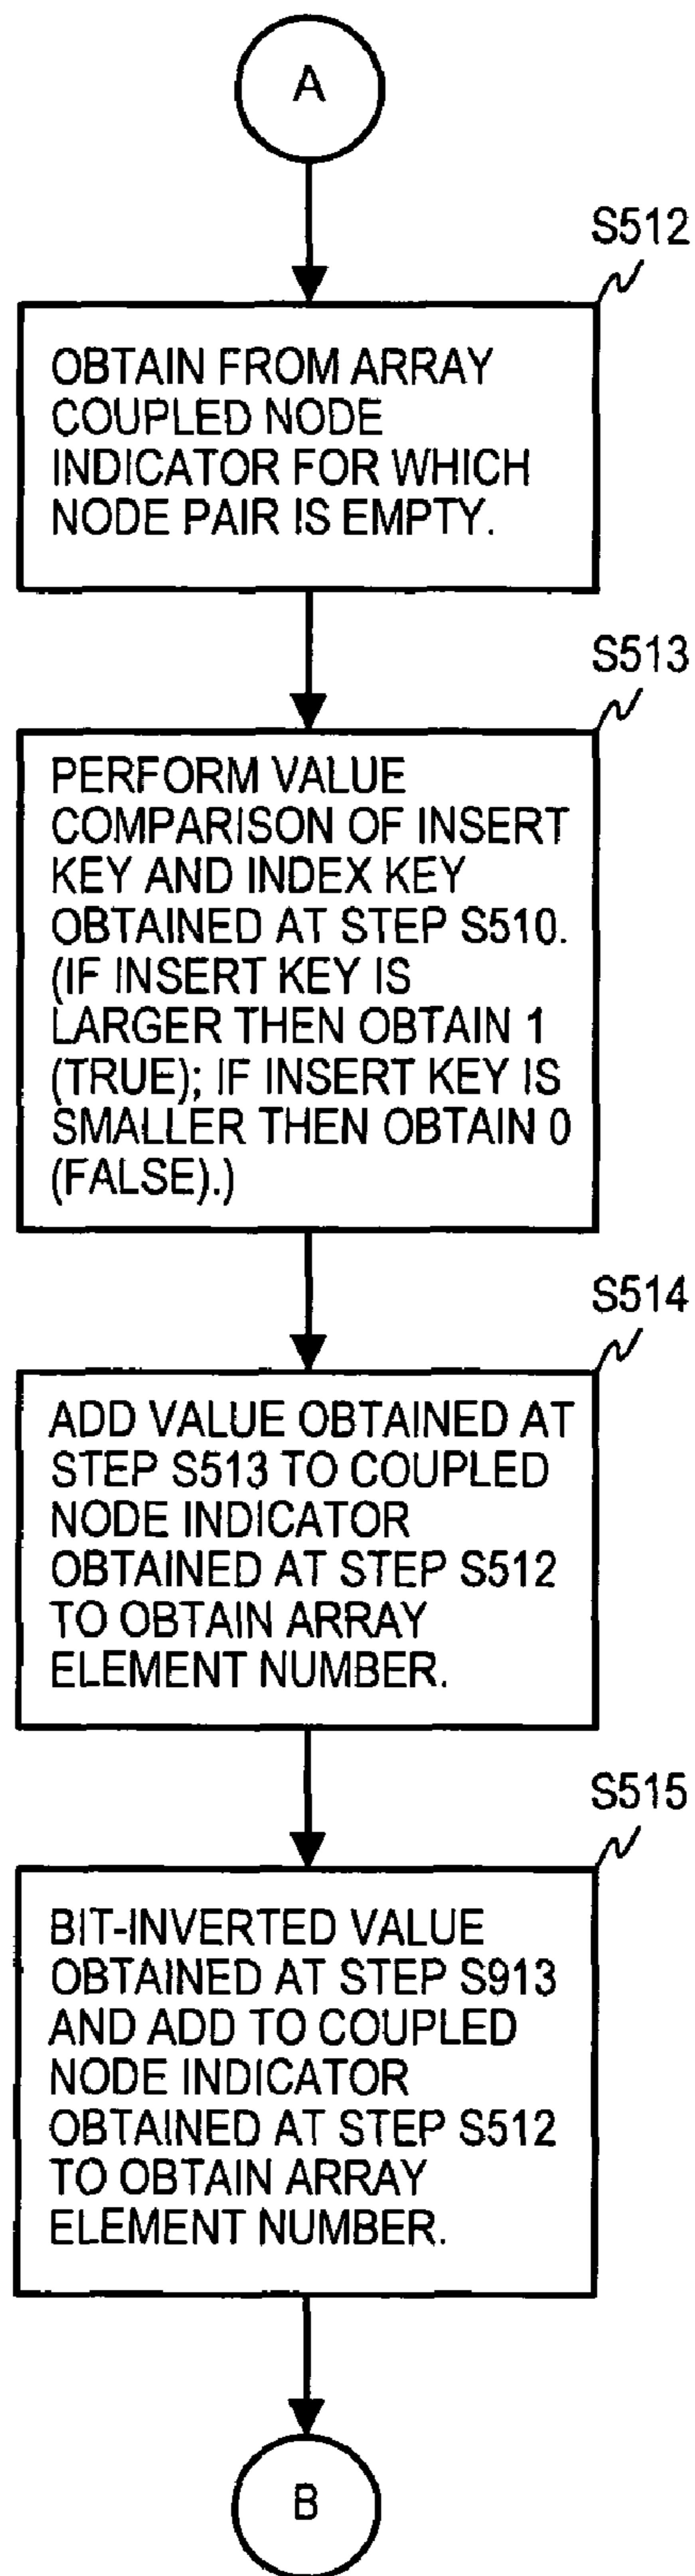 A
S512
OBTAIN FROM ARRAY
COUPLED NODE
INDICATOR FOR WHICH
NODE PAIR IS EMPTY.
S513
PERFORM VALUE
COMPARISON OF INSERT
KEY AND INDEX KEY
OBTAINED AT STEP S510.
(IF INSERT KEY IS
LARGER THEN OBTAIN 1
(TRUE); IF INSERT KEY IS
SMALLER THEN OBTAIN 0
(FALSE).)
S514
ADD VALUE OBTAINED AT
STEP S513 TO COUPLED
NODE INDICATOR
OBTAINED AT STEP S512
TO OBTAIN ARRAY
ELEMENT NUMBER.
S515
BIT-INVERTED VALUE
OBTAINED AT STEP S913
AND ADD TO COUPLED
NODE INDICATOR
OBTAINED AT STEP S512
TO OBTAIN ARRAY
ELEMENT NUMBER.
B